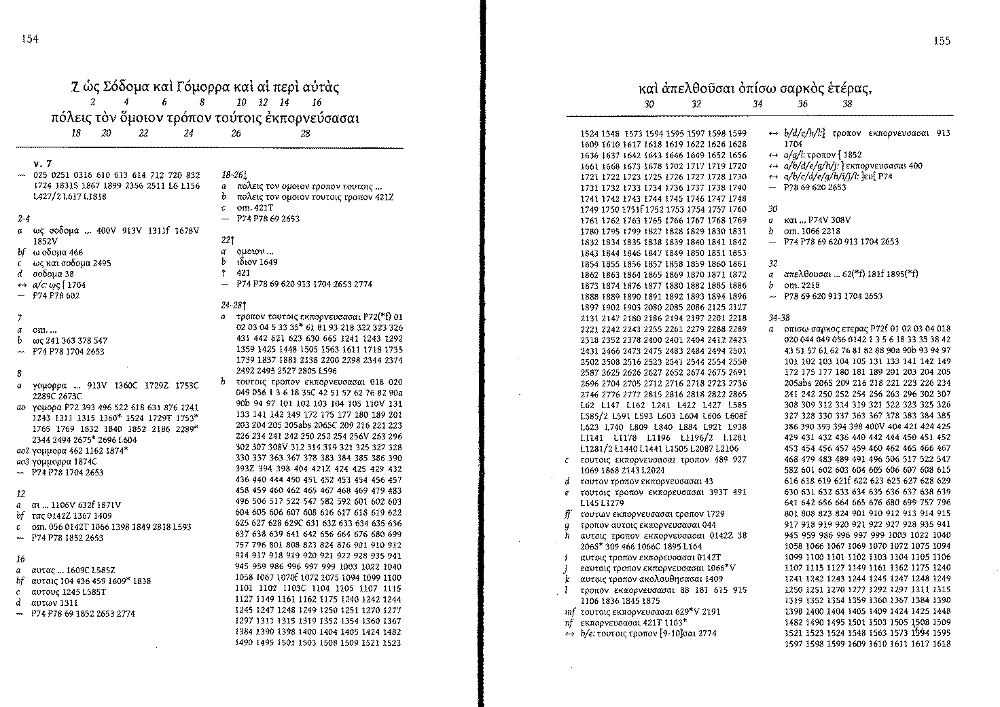 154
7 ὡς Σόδομα καὶ Γόμορρα καὶ αἱ περὶ αὐτὰς
2 4 6 8 10 12 14 16
πόλεις τὸν ὅμοιον τρόπον τούτοις ἐκπορνεύσασαι
18 20 22 24 26 28
v. 7
— 025 0251 0316 610 613 614 712 720 832
1724 1831S 1867 1899 2356 2511 L6 L156
L427/2 L617 L1818
2-4
a ως σοδομα ... 400V 913V 1311f 1678V
1852V
bf ω οδομα 466
c ως και σοδομα 2495
d σοδομα 38
↔ a/c: ως [ 1704
— P74 P78 602
7
a om. ...
b ως 241 363 378 547
— P74 P78 1704 2653
8
a γομορρα ... 913V 1360C 1729Z 1753C
2289C 2675C
ao γομορα P72 393 496 522 618 631 876 1241
1243 1311 1315 1360* 1524 1729T 1753*
1765 1769 1832 1840 1852 2186 2289*
2344 2494 2675* 2696 L604
ao2 γομμορα 462 1162 1874*
ao3 γομμορρα 1874C
— P74 P78 1704 2653
12
a αι ... 1106V 632f 1871V
bf τας 0142Z 1367 1409
c om. 056 0142T 1066 1398 1849 2818 L593
— P74 P78 1852 2653
16
a αυτας ... 1609C L585Z
bf αυταις 104 436 459 1609* 1838
c αυτους 1245 L585T
d αυτων 1311
— P74 P78 69 1852 2653 2774
18-26↓
a πολεις τον ομοιον τροπον τουτοις ...
b πολεις τον ομοιον τουτοις τροπον 421Z
c om. 421T
— P74 P78 69 2653
22↑
a ομοιον ...
b ιδιον 1649
↑ 421
— P74 P78 69 620 913 1704 2653 2774
24-28↑
a τροπον τουτοις εκπορνευσασαι P72(*f) 01
02 03 04 5 33 35* 61 81 93 218 322 323 326
431 442 621 623 630 665 1241 1243 1292
1359 1425 1448 1505 1563 1611 1718 1735
1739 1837 1881 2138 2200 2298 2344 2374
2492 2495 2527 2805 L596
b τουτοις τροπον εκπορνευσασαι 018 020
049 056 1 3 6 18 35C 42 51 57 62 76 82 90a
90b 94 97 101 102 103 104 105 110V 131
133 141 142 149 172 175 177 180 189 201
203 204 205 205abs 206SC 209 216 221 223
226 234 241 242 250 252 254 256V 263 296
302 307 308V 312 314 319 321 325 327 328
330 337 363 367 378 383 384 385 386 390
393Z 394 398 404 421Z 424 425 429 432
436 440 444 450 451 452 453 454 456 457
458 459 460 462 465 467 468 469 479 483
496 506 517 522 547 582 592 601 602 603
604 605 606 607 608 616 617 618 619 622
625 627 628 629C 631 632 633 634 635 636
637 638 639 641 642 656 664 676 680 699
757 796 801 808 823 824 876 901 910 912
914 917 918 919 920 921 922 928 935 941
945 959 986 996 997 999 1003 1022 1040
1058 1067 1070f 1072 1075 1094 1099 1100
1101 1102 1103C 1104 1105 1107 1115
1127 1149 1161 1162 1175 1240 1242 1244
1245 1247 1248 1249 1250 1251 1270 1277
1297 1311 1315 1319 1352 1354 1360 1367
1384 1390 1398 1400 1404 1405 1424 1482
1490 1495 1501 1503 1508 1509 1521 1523
155
καὶ ἀπελθοῦσαι ὀπίσω σαρκὸς ἑτέρας,
30 32 34 36 38
1524 1548 1573 1594 1595 1597 1598 1599
1609 1610 1617 1618 1619 1622 1626 1628
1636 1637 1642 1643 1646 1649 1652 1656
1661 1668 1673 1678 1702 1717 1719 1720
1721 1722 1723 1725 1726 1727 1728 1730
1731 1732 1733 1734 1736 1737 1738 1740
1741 1742 1743 1744 1745 1746 1747 1748
1749 1750 1751f 1752 1753 1754 1757 1760
1761 1762 1763 1765 1766 1767 1768 1769
1780 1795 1799 1827 1828 1829 1830 1831
1832 1834 1835 1838 1839 1840 1841 1842
1843 1844 1846 1847 1849 1850 1851 1853
1854 1855 1856 1857 1858 1859 1860 1861
1862 1863 1864 1865 1869 1870 1871 1872
1873 1874 1876 1877 1880 1882 1885 1886
1888 1889 1890 1891 1892 1893 1894 1896
1897 1902 1903 2080 2085 2086 2125 2127
2131 2147 2180 2186 2194 2197 2201 2218
2221 2242 2243 2255 2261 2279 2288 2289
2318 2352 2378 2400 2401 2404 2412 2423
2431 2466 2473 2475 2483 2484 2494 2501
2502 2508 2516 2523 2541 2544 2554 2558
2587 2625 2626 2627 2652 2674 2675 2691
2696 2704 2705 2712 2716 2718 2723 2736
2746 2776 2777 2815 2816 2818 2822 2865
L62 L147 L162 L241 L422 L427 L585
L585/2 L591 L593 L603 L604 L606 L608f
L623 L740 L809 L840 L884 L921 L938
L1141 L1178 L1196 L1196/2 L1281
L1281/2 L1440 L1441 L1505 L2087 L2106
c τουτοις εκπορνευσασαι τροπον 489 927
1069 1868 2143 L2024
d τουτον τροπον εκπορνευσασαι 43
e τουτοις τροπον εκπορευσασαι 393T 491
L145 L1279
ff τουτων εκπορνευσασαι τροπον 1729
g τροπον αυτοις εκπορνευσασαι 044
h αυτοις τροπον εκπορνευσασαι 0142Z 38
206S* 309 466 1066C 1895 L164
i αυτοις τροπον εκπορευσασαι 0142T
j εαυτοις τροπον εκπορνευσασαι 1066*V
k αυτοις τροπον ακολουθησασαι 1409
l τροπον εκπορνευσασαι 88 181 615 915
1106 1836 1845 1875
mf τουτοις εκπορνευσασαι 629*V 2191
nf εκπορνευσασαι 421T 1103*
↔ b/e: τουτοις τροπον [9-10]σαι 2774
↔ b/d/e/h/l:] τροπον εκπορνευσασαι 913
1704
↔ a/g/l: τροπον [ 1852
↔ a/b/d/e/g/h/j: ] εκπορνευσασαι 400
↔ a/b/c/d/e/g/h/i/j/l: ]ευ[ P74
— P78 69 620 2653
30
a και ... P74V 308V
b om. 1066 2218
— P74 P78 69 620 913 1704 2653
32
a απελθουσαι ... 62(*f) 181f 1895(*f)
b om. 2218
— P78 69 620 913 1704 2653
34-38
a οπισω σαρκος ετερας P72f 01 02 03 04 018
020 044 049 056 0142 1 3 5 6 18 33 35 38 42
43 51 57 61 62 76 81 82 88 90a 90b 93 94 97
101 102 103 104 105 131 133 141 142 149
172 175 177 180 181 189 201 203 204 205
205abs 206S 209 216 218 221 223 226 234
241 242 250 252 254 256 263 296 302 307
308 309 312 314 319 321 322 323 325 326
327 328 330 337 363 367 378 383 384 385
386 390 393 394 398 400V 404 421 424 425
429 431 432 436 440 442 444 450 451 452
453 454 456 457 459 460 462 465 466 467
468 479 483 489 491 496 506 517 522 547
582 601 602 603 604 605 606 607 608 615
616 618 619 621f 622 623 625 627 628 629
630 631 632 633 634 635 636 637 638 639
641 642 656 664 665 676 680 699 757 796
801 808 823 824 901 910 912 913 914 915
917 918 919 920 921 922 927 928 935 941
945 959 986 996 997 999 1003 1022 1040
1058 1066 1067 1069 1070 1072 1075 1094
1099 1100 1101 1102 1103 1104 1105 1106
1107 1115 1127 1149 1161 1162 1175 1240
1241 1242 1243 1244 1245 1247 1248 1249
1250 1251 1270 1277 1292 1297 1311 1315
1319 1352 1354 1359 1360 1367 1384 1390
1398 1400 1404 1405 1409 1424 1425 1448
1482 1490 1495 1501 1503 1505 1508 1509
1521 1523 1524 1548 1563 1573 1594 1595
1597 1598 1599 1609 1610 1611 1617 1618